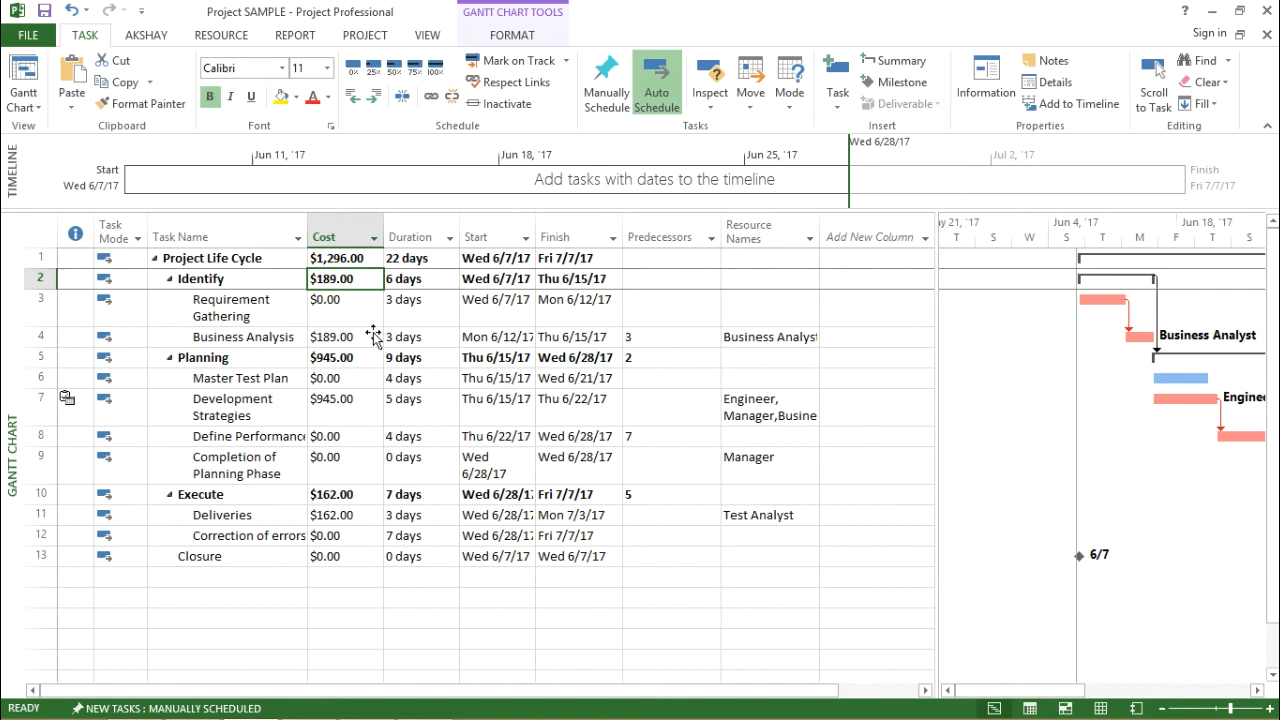 Project SAMPLE - Project Professional
GANTT CHART TOOLS
?
FILE TASK AKSHAY RESOURCE REPORT PROJECT VIEW FORMAT
Sign in
Gantt Chart
View
Paste
Cut
Copy
Format Painter
Clipboard
Calibri 11
B I U A
Font
0% 25% 50% 75% 100%
Mark on Track
Respect Links
Inactivate
Schedule
Manually Schedule
Auto Schedule
Inspect
Move
Mode
Tasks
Task
Summary
Milestone
Deliverable
Insert
Information
Notes
Details
Add to Timeline
Properties
Scroll to Task
Find
Clear
Fill
Editing
TIMELINE
Wed 6/28/17
Jun 11, '17 Jun 18, '17 Jun 25, '17 Jul 2, '17
Start
Wed 6/7/17
Add tasks with dates to the timeline
Finish
Fri 7/7/17
GANTT CHART
Task Mode Task Name Cost Duration Start Finish Predecessors Resource Names Add New Column
ay 21, '17 Jun 4, '17 Jun 18, '17
T S W S T M F T S
1 Project Life Cycle $1,296.00 22 days Wed 6/7/17 Fri 7/7/17
2 Identify $189.00 6 days Wed 6/7/17 Thu 6/15/17
3 Requirement Gathering $0.00 3 days Wed 6/7/17 Mon 6/12/17
4 Business Analysis $189.00 3 days Mon 6/12/17 Thu 6/15/17 3 Business Analyst Business Analyst
5 Planning $945.00 9 days Thu 6/15/17 Wed 6/28/17 2
6 Master Test Plan $0.00 4 days Thu 6/15/17 Wed 6/21/17
7 Development Strategies $945.00 5 days Thu 6/15/17 Thu 6/22/17 Engineer, Manager,Busine Enginee
8 Define Performance $0.00 4 days Thu 6/22/17 Wed 6/28/17 7
9 Completion of Planning Phase $0.00 0 days Wed 6/28/17 Wed 6/28/17 Manager
10 Execute $162.00 7 days Wed 6/28/17 Fri 7/7/17 5
11 Deliveries $162.00 3 days Wed 6/28/17 Mon 7/3/17 Test Analyst
12 Correction of errors $0.00 7 days Wed 6/28/17 Fri 7/7/17
13 Closure $0.00 0 days Wed 6/7/17 Wed 6/7/17 6/7
READY NEW TASKS : MANUALLY SCHEDULED